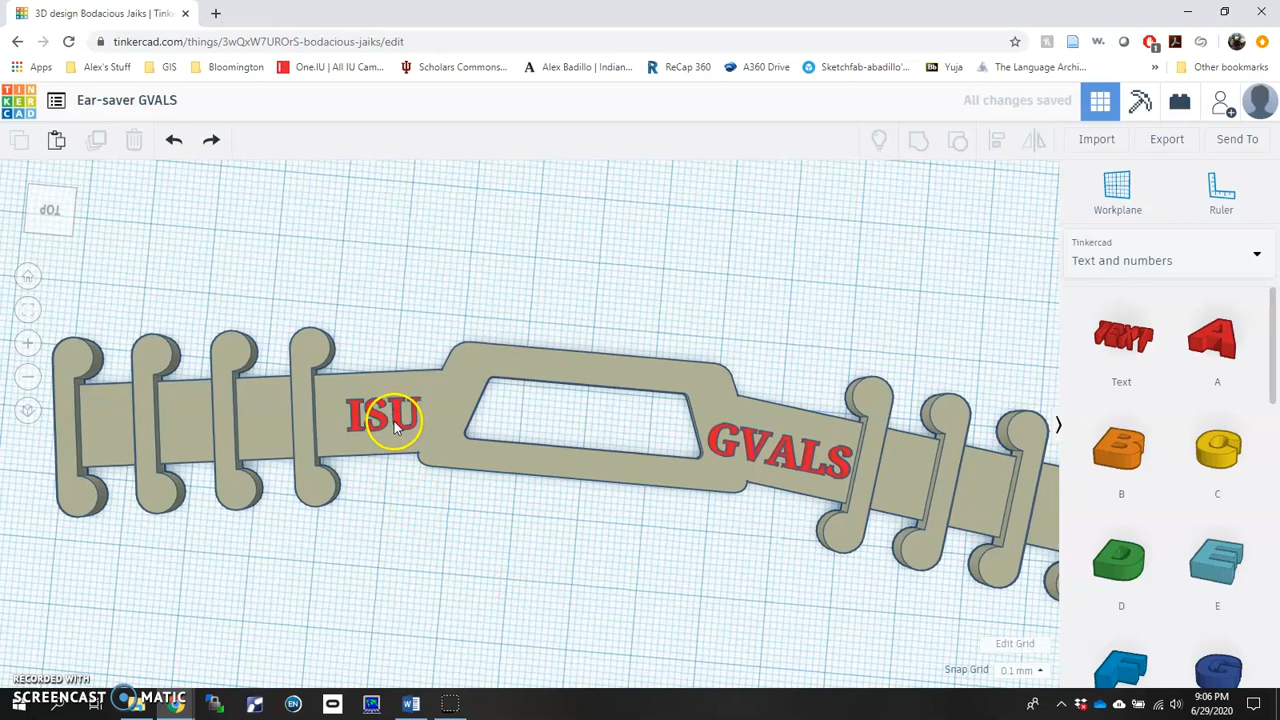 3D design Bodacious Jaiks | Tink
tinkercad.com/things/3wQxW7UROrS-bodacious-jaiks/edit
Apps
Alex's Stuff
GIS
Bloomington
One.IU | All IU Cam...
Scholars Commons...
Alex Badillo | Indian...
ReCap 360
A360 Drive
Sketchfab-abadillo'...
Yuja
The Language Archi...
»
Other bookmarks
TIN
KER
CAD
Ear-saver GVALS
All changes saved
Import
Export
Send To
TOP
Workplane
Ruler
Tinkercad
Text and numbers
ISU
GVALS
TEXT
A
Text
A
B
C
B
C
D
E
D
E
F
G
Edit Grid
Snap Grid
0.1 mm
RECORDED WITH
SCREENCAST MATIC
EN
9:06 PM
6/29/2020